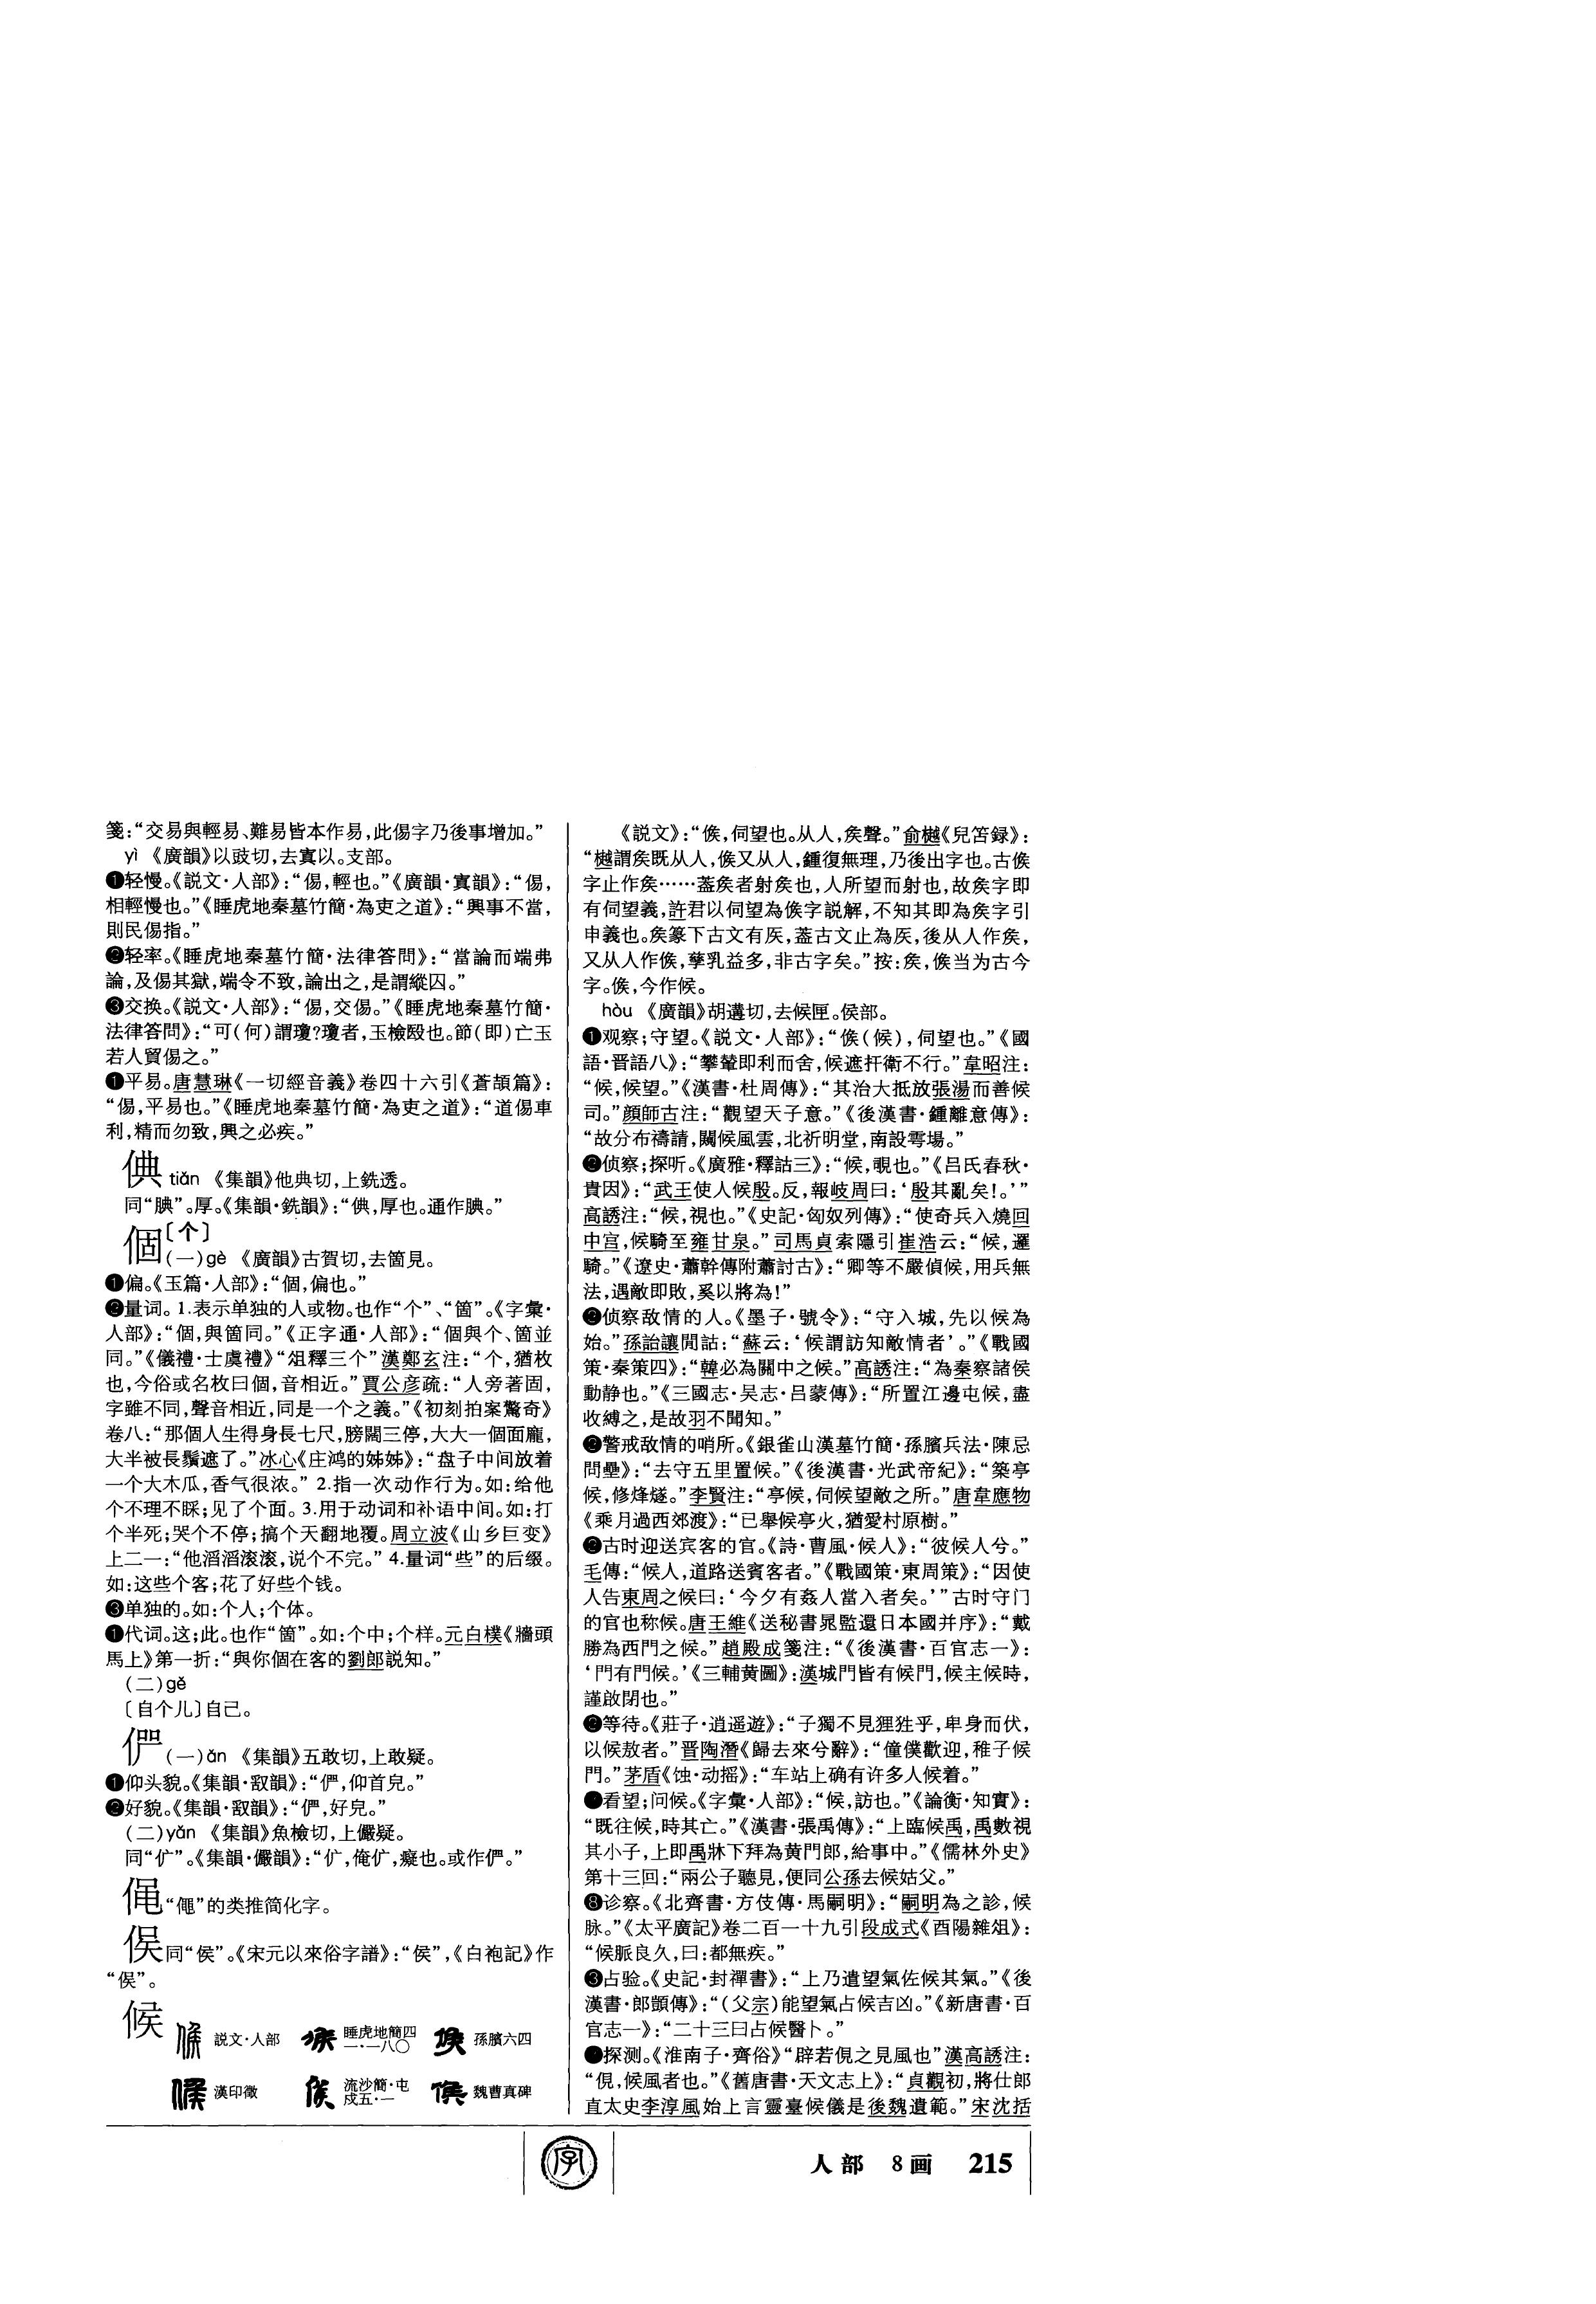 箋：“交易與輕易、難易皆本作易，此傷字乃後事增加。”
yì 《廣韻》以豉切，去寘以。支部。
❶轻慢。《説文·人部》：“傷，輕也。”《廣韻·寘韻》：“傷，
相輕慢也。”《睡虎地秦墓竹簡·為吏之道》：“興事不當，
則民傷指。”
❷轻率。《睡虎地秦墓竹簡·法律答問》：“當論而端弗
論，及傷其獄，端令不致，論出之，是謂縱囚。”
❸交换。《説文·人部》：“傷，交傷。”《睡虎地秦墓竹簡·
法律答問》：“可（何）謂瓊？瓊者，玉檢殹也。節（即）亡玉
若人貿傷之。”
❶平易。唐慧琳《一切經音義》卷四十六引《蒼頡篇》：
“傷，平易也。”《睡虎地秦墓竹簡·為吏之道》：“道傷車
利，精而勿致，興之必疾。”
倎 tiǎn 《集韻》他典切，上銑透。
同“腆”。厚。《集韻·銑韻》：“倎，厚也。通作腆。”
個〔个〕
（一）gè 《廣韻》古賀切，去箇見。
❶偏。《玉篇·人部》：“個，偏也。”
❷量词。1.表示单独的人或物。也作“个”、“箇”。《字彙·
人部》：“個，與箇同。”《正字通·人部》：“個與个、箇並
同。”《儀禮·士虞禮》“俎釋三个”漢鄭玄注：“个，猶枚
也，今俗或名枚曰個，音相近。”賈公彦疏：“人旁著固，
字雖不同，聲音相近，同是一个之義。”《初刻拍案驚奇》
卷八：“那個人生得身長七尺，膀闊三停，大大一個面龐，
大半被長鬚遮了。”冰心《庄鸿的姊姊》：“盘子中间放着
一个大木瓜，香气很浓。” 2.指一次动作行为。如：给他
个不理不睬；见了个面。3.用于动词和补语中间。如：打
个半死；哭个不停；搞个天翻地覆。周立波《山乡巨变》
上二一：“他滔滔滚滚，说个不完。” 4.量词“些”的后缀。
如：这些个客；花了好些个钱。
❸单独的。如：个人；个体。
❶代词。这；此。也作“箇”。如：个中；个样。元白樸《牆頭
馬上》第一折：“與你個在客的劉郎説知。”
（二）gě
〔自个儿〕自己。
㑋（一）ǎn 《集韻》五敢切，上敢疑。
❶仰头貌。《集韻·㪉韻》：“㑋，仰首皃。”
❷好貌。《集韻·㪉韻》：“㑋，好皃。”
（二）yǎn 《集韻》魚檢切，上儼疑。
同“疒”。《集韻·儼韻》：“疒，俺疒，癡也。或作㑋。”
“僶”的类推简化字。
同“侯”。《宋元以來俗字譜》：“侯”，《白袍記》作
“俣”。
候
説文·人部 睡虎地簡四一·一八〇 孫臏六四
漢印徵 流沙簡·屯戍五·一 魏曹真碑
《説文》：“㑨，伺望也。从人，矦聲。”俞樾《兒笘録》：
“樾謂矦既从人，㑨又从人，鍾復無理，乃後出字也。古㑨
字止作矦……葢矦者射矦也，人所望而射也，故矦字即
有伺望義，許君以伺望為㑨字説解，不知其即為矦字引
申義也。矦篆下古文有𥎦，葢古文止為𥎦，後从人作矦，
又从人作㑨，孳乳益多，非古字矣。”按：矦，㑨当为古今
字。㑨，今作候。
hòu 《廣韻》胡遘切，去候匣。侯部。
❶观察；守望。《説文·人部》：“㑨（候），伺望也。”《國
語·晋語八》：“攀輦即利而舍，候遮扞衛不行。”韋昭注：
“候，候望。”《漢書·杜周傳》：“其治大抵放張湯而善候
司。”顔師古注：“觀望天子意。”《後漢書·鍾離意傳》：
“故分布禱請，闚候風雲，北祈明堂，南設雩場。”
❷侦察；探听。《廣雅·釋詁三》：“候，覗也。”《吕氏春秋·
貴因》：“武王使人候殷。反，報岐周曰：‘殷其亂矣！。’”
高誘注：“候，視也。”《史記·匈奴列傳》：“使奇兵入燒回
中宫，候騎至雍甘泉。”司馬貞索隱引崔浩云：“候，邏
騎。”《遼史·蕭幹傳附蕭討古》：“卿等不嚴偵候，用兵無
法，遇敵即敗，奚以將為！”
❸侦察敌情的人。《墨子·號令》：“守入城，先以候為
始。”孫詒讓閒詁：“蘇云：‘候謂訪知敵情者’。”《戰國
策·秦策四》：“韓必為關中之候。”高誘注：“為秦察諸侯
動静也。”《三國志·吴志·吕蒙傳》：“所置江邊屯候，盡
收縛之，是故羽不聞知。”
❷警戒敌情的哨所。《銀雀山漢墓竹簡·孫臏兵法·陳忌
問壘》：“去守五里置候。”《後漢書·光武帝紀》：“築亭
候，修烽燧。”李賢注：“亭候，伺候望敵之所。”唐韋應物
《乘月過西郊渡》：“已舉候亭火，猶愛村原樹。”
❷古时迎送宾客的官。《詩·曹風·候人》：“彼候人兮。”
毛傳：“候人，道路送賓客者。”《戰國策·東周策》：“因使
人告東周之候曰：‘今夕有姦人當入者矣。’”古时守门
的官也称候。唐王維《送秘書晁監還日本國并序》：“戴
勝為西門之候。”趙殿成箋注：“《後漢書·百官志一》：
‘門有門候。’《三輔黄圖》：漢城門皆有候門，候主候時，
謹啟閉也。”
❷等待。《莊子·逍遥遊》：“子獨不見狸狌乎，卑身而伏，
以候敖者。”晋陶潛《歸去來兮辭》：“僮僕歡迎，稚子候
門。”茅盾《蚀·动摇》：“车站上确有许多人候着。”
●看望；问候。《字彙·人部》：“候，訪也。”《論衡·知實》：
“既往候，時其亡。”《漢書·張禹傳》：“上臨候禹，禹數視
其小子，上即禹牀下拜為黄門郎，給事中。”《儒林外史》
第十三回：“兩公子聽見，便同公孫去候姑父。”
❽诊察。《北齊書·方伎傳·馬嗣明》：“嗣明為之診，候
脉。”《太平廣記》卷二百一十九引段成式《酉陽雜俎》：
“候脈良久，曰：都無疾。”
❸占验。《史記·封禪書》：“上乃遣望氣佐候其氣。”《後
漢書·郎顗傳》：“（父宗）能望氣占候吉凶。”《新唐書·百
官志一》：“二十三曰占候醫卜。”
●探测。《淮南子·齊俗》“辟若俔之見風也”漢高誘注：
“俔，候風者也。”《舊唐書·天文志上》：“貞觀初，將仕郎
直太史李淳風始上言靈臺候儀是後魏遺範。”宋沈括
字
人部 8画 215